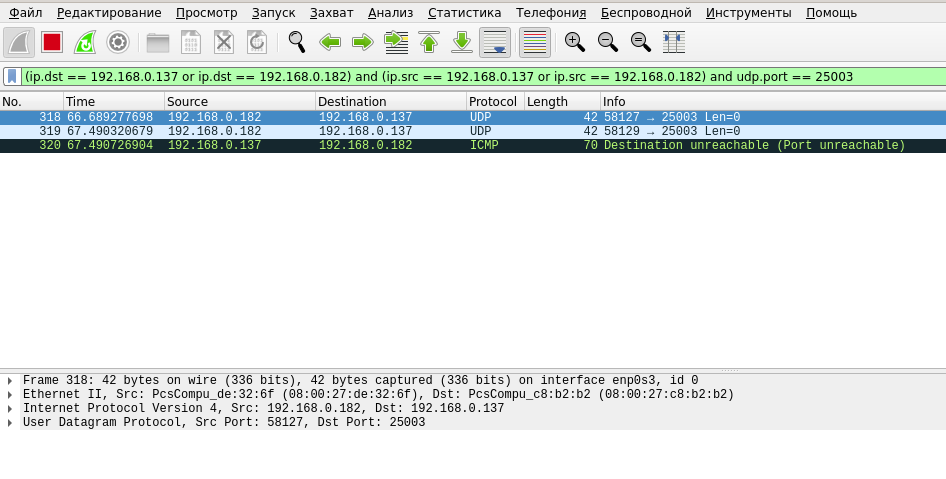 Файл Редактирование Просмотр Запуск Захват Анализ Статистика Телефония Беспроводной Инструменты Помощь
(ip.dst == 192.168.0.137 or ip.dst == 192.168.0.182) and (ip.src == 192.168.0.137 or ip.src == 192.168.0.182) and udp.port == 25003
No. Time Source Destination Protocol Length Info
318 66.689277698 192.168.0.182 192.168.0.137 UDP 42 58127 → 25003 Len=0
319 67.490320679 192.168.0.182 192.168.0.137 UDP 42 58129 → 25003 Len=0
320 67.490726904 192.168.0.137 192.168.0.182 ICMP 70 Destination unreachable (Port unreachable)
Frame 318: 42 bytes on wire (336 bits), 42 bytes captured (336 bits) on interface enp0s3, id 0
Ethernet II, Src: PcsCompu_de:32:6f (08:00:27:de:32:6f), Dst: PcsCompu_c8:b2:b2 (08:00:27:c8:b2:b2)
Internet Protocol Version 4, Src: 192.168.0.182, Dst: 192.168.0.137
User Datagram Protocol, Src Port: 58127, Dst Port: 25003